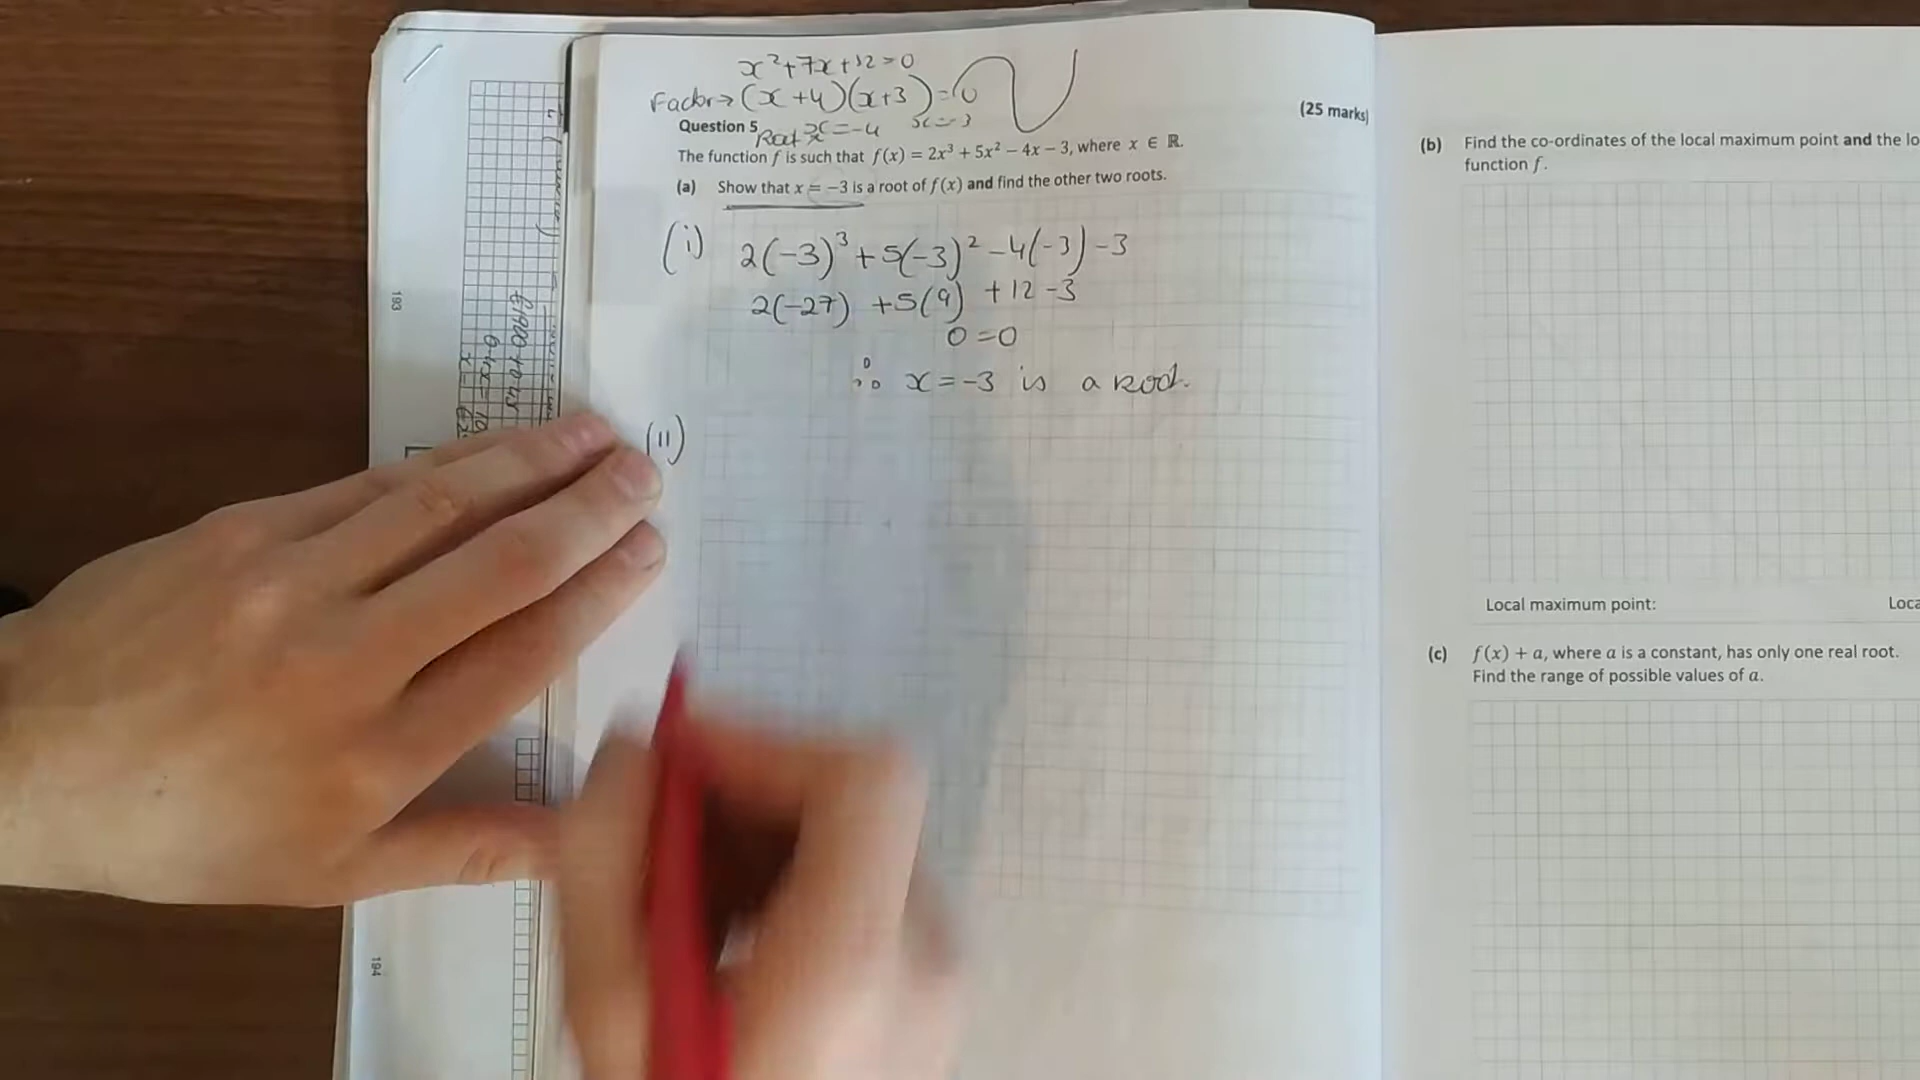 x²+7x+12=0
Factor→(x+4)(x+3)=0
(25 marks)
Question 5
Root x=-4 x=-3
The function f is such that f(x) = 2x³ + 5x² − 4x − 3, where x ∈ ℝ.
(a) Show that x = −3 is a root of f(x) and find the other two roots.
(i) 2(-3)³+5(-3)²-4(-3)-3
2(-27) +5(9) +12-3
0=0
∴ x=-3 is a root.
(ii)
193
194
(b) Find the co-ordinates of the local maximum point and the lo
function f.
Local maximum point: Loca
(c) f(x) + a, where a is a constant, has only one real root.
Find the range of possible values of a.